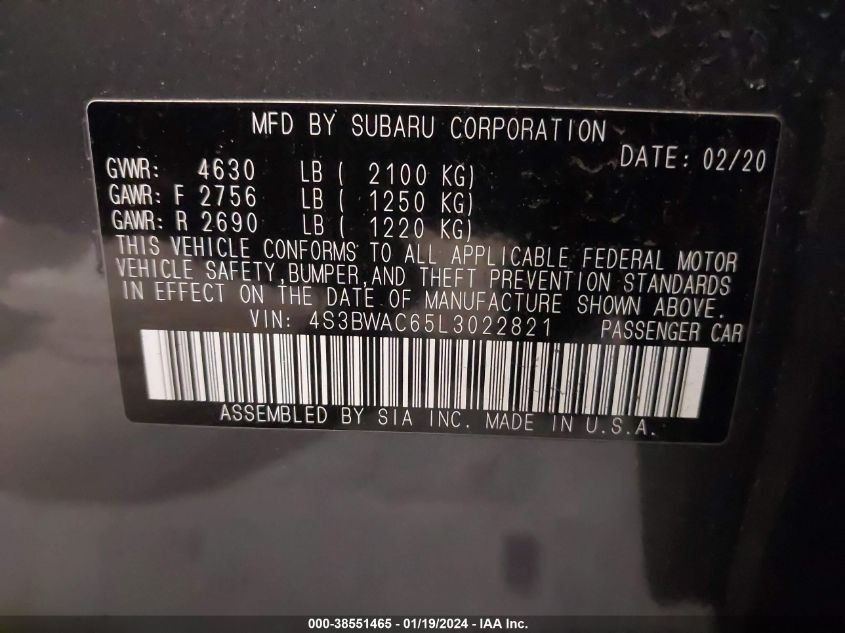 MFD BY SUBARU CORPORATION
DATE: 02/20
GVWR: 4630 LB ( 2100 KG)
GAWR: F 2756 LB ( 1250 KG)
GAWR: R 2690 LB ( 1220 KG)
THIS VEHICLE CONFORMS TO ALL APPLICABLE FEDERAL MOTOR
VEHICLE SAFETY,BUMPER,AND THEFT PREVENTION STANDARDS
IN EFFECT ON THE DATE OF MANUFACTURE SHOWN ABOVE.
VIN: 4S3BWAC65L3022821 PASSENGER CAR
ASSEMBLED BY SIA INC. MADE IN U.S.A.
000-38551465 - 01/19/2024 - IAA Inc.